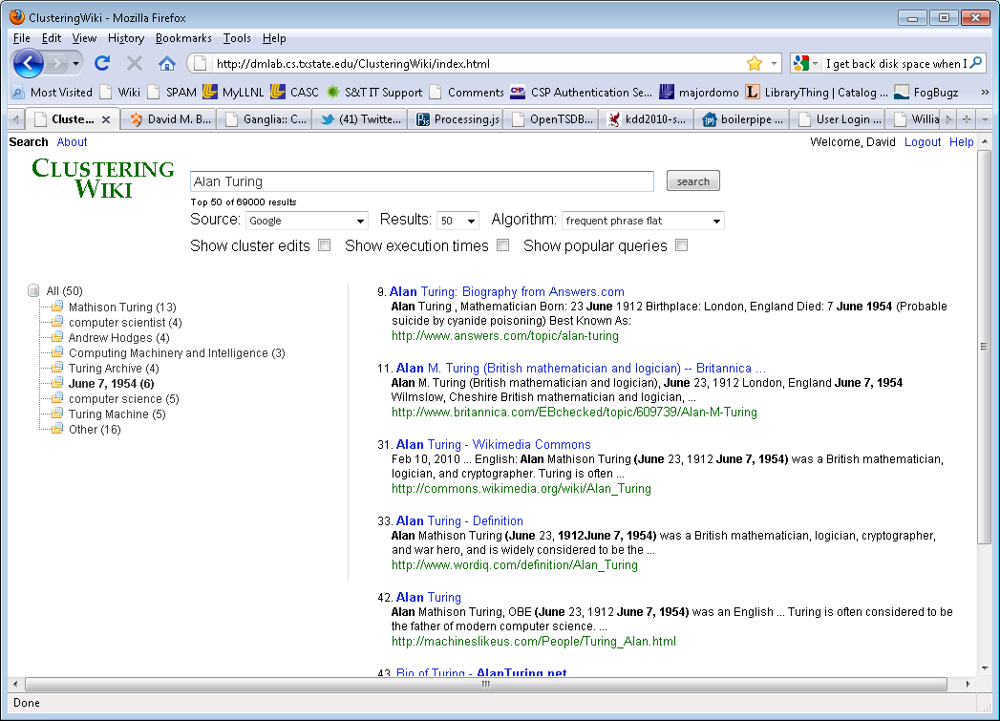 ClusteringWiki - Mozilla Firefox
File Edit View History Bookmarks Tools Help
http://dmlab.cs.txstate.edu/ClusteringWiki/index.html
I get back disk space when I
Most Visited Wiki SPAM MyLLNL CASC S&T IT Support Comments CSP Authentication Se... majordomo LibraryThing | Catalog ... FogBugz »
Cluste... David M. B... Ganglia:: C... (41) Twitte... Processing.js OpenTSDB... kdd2010-s... boilerpipe ... User Login ... Willia
Search About
Welcome, David Logout Help
CLUSTERING
WIKI
Alan Turing
search
Top 50 of 69000 results
Source: Google Results: 50 Algorithm: frequent phrase flat
Show cluster edits Show execution times Show popular queries
All (50)
Mathison Turing (13)
computer scientist (4)
Andrew Hodges (4)
Computing Machinery and Intelligence (3)
Turing Archive (4)
June 7, 1954 (6)
computer science (5)
Turing Machine (5)
Other (16)
9. Alan Turing: Biography from Answers.com
Alan Turing , Mathematician Born: 23 June 1912 Birthplace: London, England Died: 7 June 1954 (Probable
suicide by cyanide poisoning) Best Known As:
http://www.answers.com/topic/alan-turing
11. Alan M. Turing (British mathematician and logician) -- Britannica ...
Alan M. Turing (British mathematician and logician), June 23, 1912 London, England June 7, 1954
Wilmslow, Cheshire British mathematician and logician, ...
http://www.britannica.com/EBchecked/topic/609739/Alan-M-Turing
31. Alan Turing - Wikimedia Commons
Feb 10, 2010 ... English: Alan Mathison Turing (June 23, 1912 June 7, 1954) was a British mathematician,
logician, and cryptographer. Turing is often ...
http://commons.wikimedia.org/wiki/Alan_Turing
33. Alan Turing - Definition
Alan Mathison Turing (June 23, 1912June 7, 1954) was a British mathematician, logician, cryptographer,
and war hero, and is widely considered to be the ...
http://www.wordiq.com/definition/Alan_Turing
42. Alan Turing
Alan Mathison Turing, OBE (June 23, 1912 June 7, 1954) was an English ... Turing is often considered to be
the father of modern computer science. ...
http://machineslikeus.com/People/Turing_Alan.html
43. Bio of Turing - AlanTuring.net
Done